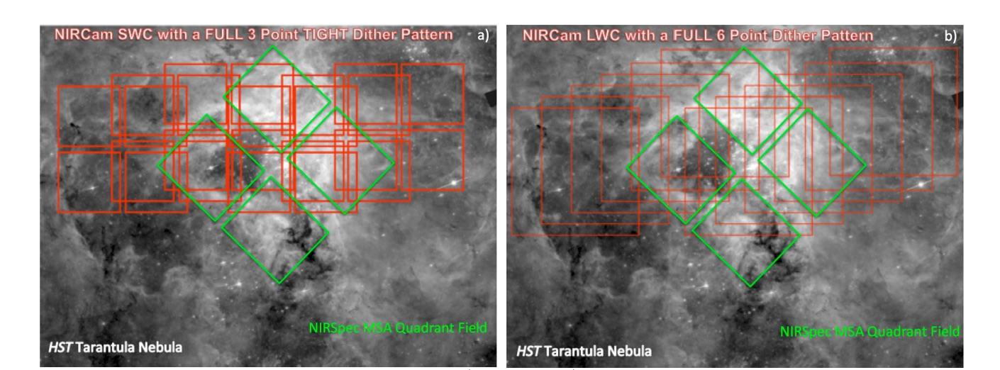 NIRCam SWC with a FULL 3 Point TIGHT Dither Pattern
a)
NIRSpec MSA Quadrant Field
HST Tarantula Nebula
NIRCam LWC with a FULL 6 Point Dither Pattern
b)
NIRSpec MSA Quadrant Field
HST Tarantula Nebula